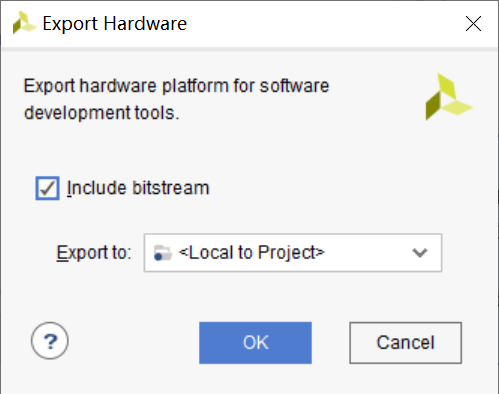 Export Hardware
Export hardware platform for software
development tools.
Include bitstream
Export to: <Local to Project>
?
OK Cancel